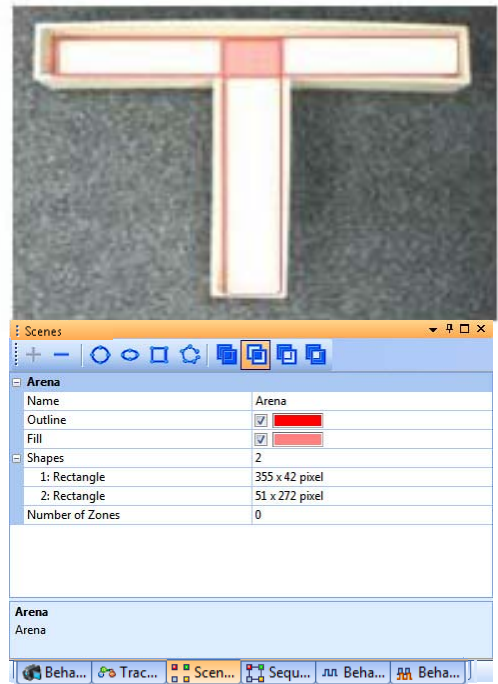 Scenes
Arena
Name Arena
Outline
Fill
Shapes 2
1: Rectangle 355 x 42 pixel
2: Rectangle 51 x 272 pixel
Number of Zones 0
Arena
Arena
Beha... Trac... Scen... Sequ... Beha... Beha...